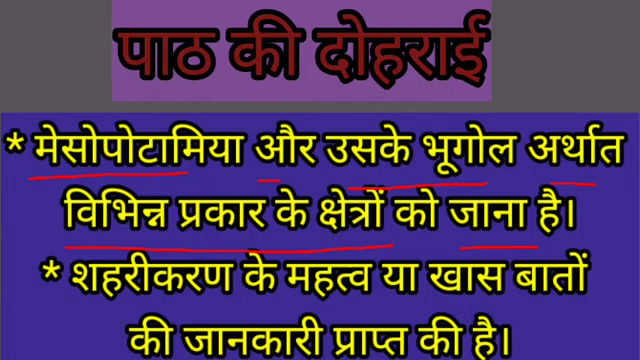 पाठ की दोहराई
* मेसोपोटामिया और उसके भूगोल अर्थात
विभिन्न प्रकार के क्षेत्रों को जाना है।
* शहरीकरण के महत्व या खास बातों
की जानकारी प्राप्त की है।